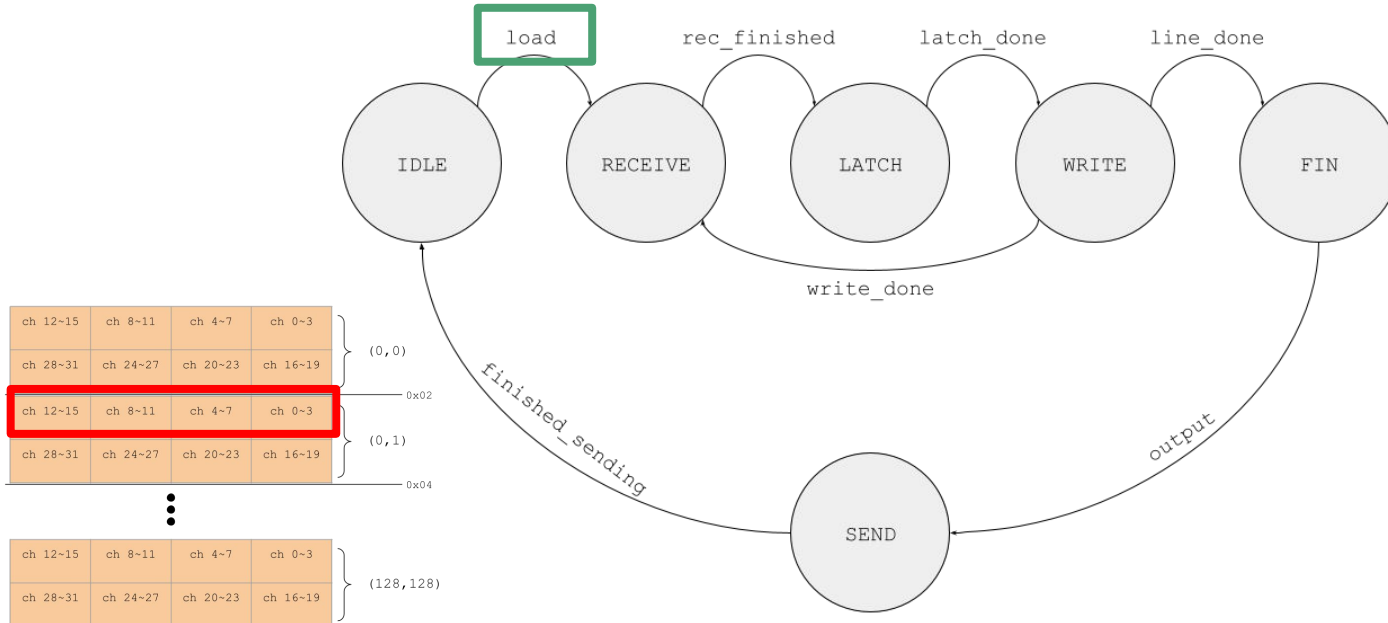 load
rec_finished
latch_done
line_done
IDLE
RECEIVE
LATCH
WRITE
FIN
write_done
finished_sending
output
SEND
ch 12~15 ch 8~11 ch 4~7 ch 0~3
(0,0)
ch 28~31 ch 24~27 ch 20~23 ch 16~19
0x02
ch 12~15 ch 8~11 ch 4~7 ch 0~3
(0,1)
ch 28~31 ch 24~27 ch 20~23 ch 16~19
0x04
ch 12~15 ch 8~11 ch 4~7 ch 0~3
(128,128)
ch 28~31 ch 24~27 ch 20~23 ch 16~19